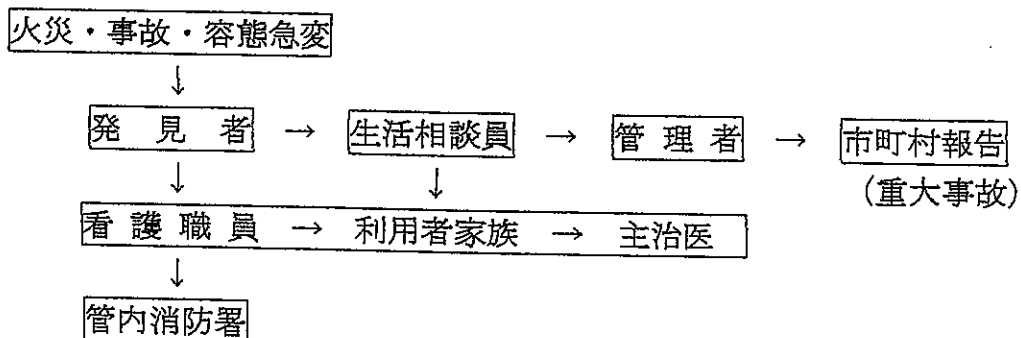 火災・事故・容態急変
↓
発見者 → 生活相談員 → 管理者 → 市町村報告
↓ ↓ (重大事故)
看護職員 → 利用者家族 → 主治医
↓
管内消防署